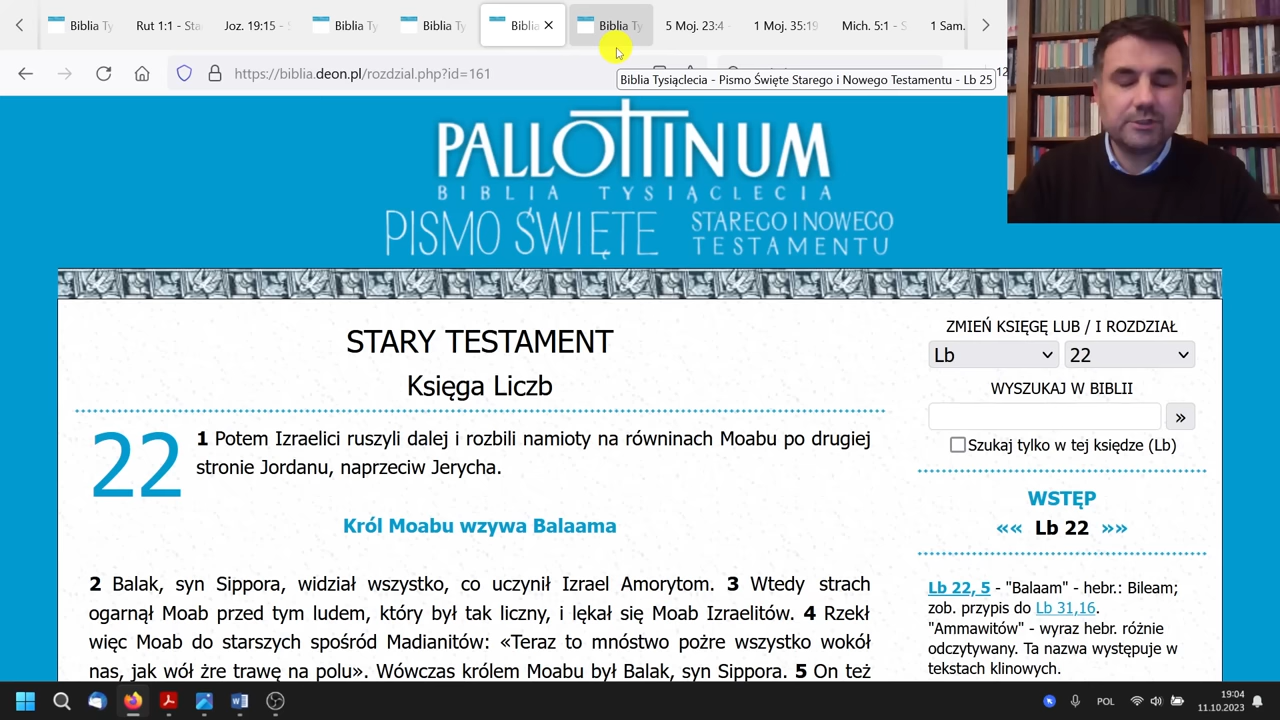 Biblia Ty
Rut 1:1 - Sta
Joz. 19:15 - S
Biblia Ty
Biblia Ty
Biblia
Biblia Ty
5 Moj. 23:4
1 Moj. 35:19
Mich. 5:1 - S
1 Sam.
https://biblia.deon.pl/rozdzial.php?id=161
Biblia Tysiąclecia - Pismo Święte Starego i Nowego Testamentu - Lb 25
PALLOTTINUM
BIBLIA TYSIĄCLECIA
PISMO ŚWIĘTE
STAREGO I NOWEGO
TESTAMENTU
STARY TESTAMENT
Księga Liczb
22
1 Potem Izraelici ruszyli dalej i rozbili namioty na równinach Moabu po drugiej
stronie Jordanu, naprzeciw Jerycha.
Król Moabu wzywa Balaama
2 Balak, syn Sippora, widział wszystko, co uczynił Izrael Amorytom. 3 Wtedy strach
ogarnął Moab przed tym ludem, który był tak liczny, i lękał się Moab Izraelitów. 4 Rzekł
więc Moab do starszych spośród Madianitów: «Teraz to mnóstwo pożre wszystko wokół
nas, jak wół żre trawę na polu». Wówczas królem Moabu był Balak, syn Sippora. 5 On też
ZMIEŃ KSIĘGĘ LUB / I ROZDZIAŁ
Lb
22
WYSZUKAJ W BIBLII
»
Szukaj tylko w tej księdze (Lb)
WSTĘP
«« Lb 22 »»
Lb 22, 5 - "Balaam" - hebr.: Bileam;
zob. przypis do Lb 31,16.
"Ammawitów" - wyraz hebr. różnie
odczytywany. Ta nazwa występuje w
tekstach klinowych.
POL
19:04
11.10.2023